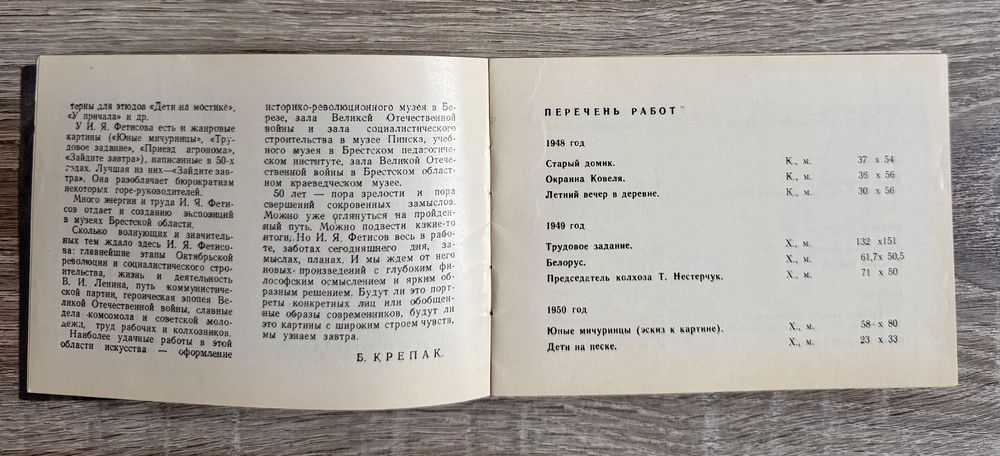 терны для этюдов «Дети на мостике»,
«У причала» и др.
У И. Я. Фетисова есть и жанровые
картины («Юные мичуринцы», «Тру-
довое задание», «Приезд агронома»,
«Зайдите завтра»), написанные в 50-х
годах. Лучшая из них—«Зайдите зав-
тра». Она разоблачает бюрократизм
некоторых горе-руководителей.
Много энергии и труда И. Я. Фети-
сов отдает и созданию экспозиций
в музеях Брестской области.
Сколько волнующих и значитель-
ных тем ждало здесь И. Я. Фетисо-
ва: главнейшие этапы Октябрьской
революции и социалистического стро-
ительства, жизнь и деятельность
В. И. Ленина, путь коммунистиче-
ской партии, героическая эпопея Ве-
ликой Отечественной войны, славные
дела комсомола и советской моло-
дежи, труд рабочих и колхозников.
Наиболее удачные работы в этой
области искусства — оформление
историко-революционного музея в Бе-
резе, зала Великой Отечественной
войны и зала социалистического
строительства в музее Пинска, учеб-
ного музея в Брестском педагогиче-
ском институте, зала Великой Отече-
ственной войны в Брестском област-
ном краеведческом музее.
50 лет — пора зрелости и пора
свершений сокровенных замыслов.
Можно уже оглянуться на пройден-
ный путь. Можно подвести какие-то
итоги. Но И. Я. Фетисов весь в рабо-
те, заботах сегодняшнего дня, за-
мыслах, планах. И мы ждем от него
новых произведений с глубоким фи-
лософским осмыслением и ярким об-
разным решением. Будут ли это порт-
реты конкретных лиц или обобщен-
ные образы современников, будут ли
это картины с широким строем чувств,
мы узнаем завтра.
Б. КРЕПАК.
ПЕРЕЧЕНЬ РАБОТ
1948 год
Старый домик. К., м. 37 x 54
Окраина Ковеля. К., м. 36 x 56
Летний вечер в деревне. К., м. 30 x 56
1949 год
Трудовое задание. Х., м. 132 x151
Белорус. Х., м. 61,7x 50,5
Председатель колхоза Т. Нестерчук. Х., м. 71 x 50
1950 год
Юные мичуринцы (эскиз к картине). Х., м. 58 x 80
Дети на песке. Х., м. 23 x 33